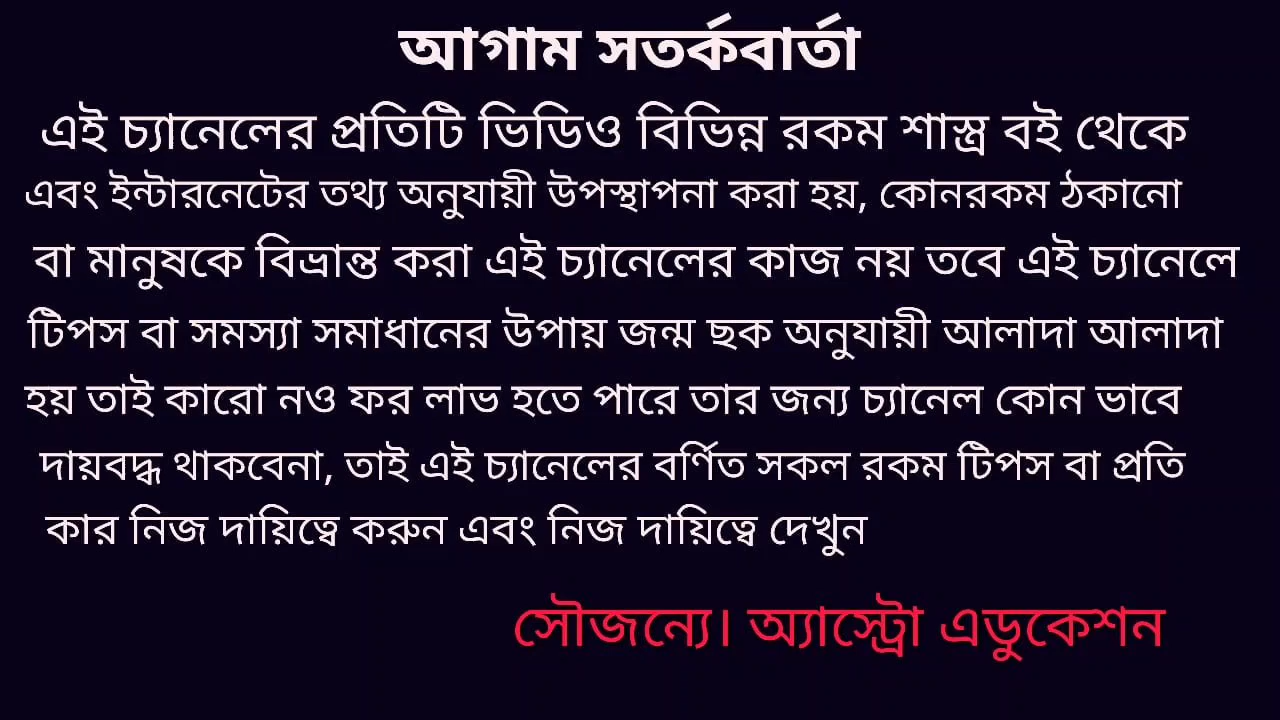 আগাম সতর্কবার্তা
এই চ্যানেলের প্রতিটি ভিডিও বিভিন্ন রকম শাস্ত্র বই থেকে
এবং ইন্টারনেটের তথ্য অনুযায়ী উপস্থাপনা করা হয়, কোনরকম ঠকানো
বা মানুষকে বিভ্রান্ত করা এই চ্যানেলের কাজ নয় তবে এই চ্যানেলে
টিপস বা সমস্যা সমাধানের উপায় জন্ম ছক অনুযায়ী আলাদা আলাদা
হয় তাই কারো নও ফর লাভ হতে পারে তার জন্য চ্যানেল কোন ভাবে
দায়বদ্ধ থাকবেনা, তাই এই চ্যানেলের বর্ণিত সকল রকম টিপস বা প্রতি
কার নিজ দায়িত্বে করুন এবং নিজ দায়িত্বে দেখুন
সৌজন্যে। অ্যাস্ট্রো এডুকেশন